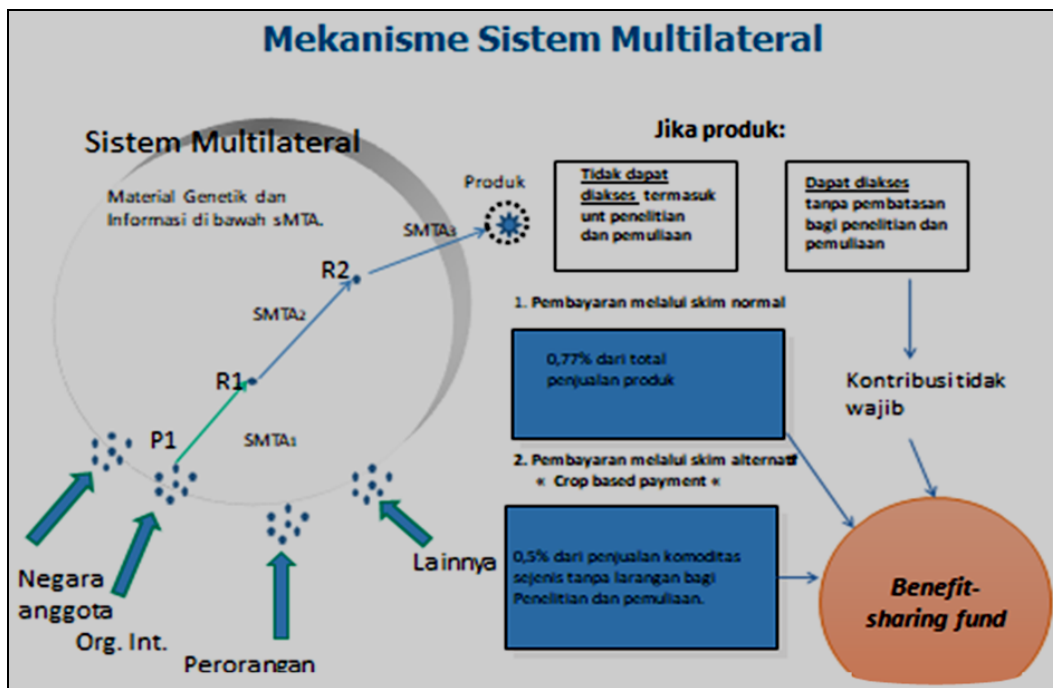 Mekanisme Sistem Multilateral
Sistem Multilateral
Material Genetik dan
Informasi di bawah sMTA.
Produk
SMTA3
R2
SMTA2
R1
P1
SMTA1
Negara
anggota
Org. Int.
Perorangan
Lainnya
Jika produk:
Tidak dapat
diakses termasuk
unt penelitian
dan pemuliaan
Dapat diakses
tanpa pembatasan
bagi penelitian dan
pemuliaan
1. Pembayaran melalui skim normal
0,77% dari total
penjualan produk
Kontribusi tidak
wajib
2. Pembayaran melalui skim alternatif
« Crop based payment «
0,5% dari penjualan komoditas
sejenis tanpa larangan bagi
Penelitian dan pemuliaan.
Benefit-
sharing fund